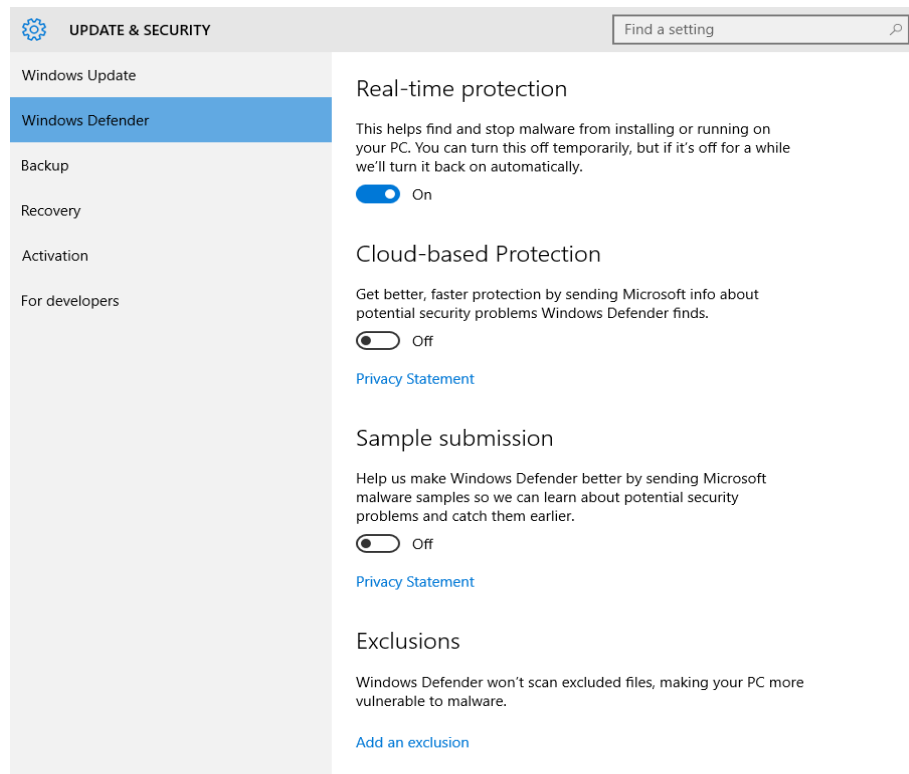 UPDATE & SECURITY
Find a setting
Windows Update
Windows Defender
Backup
Recovery
Activation
For developers
Real-time protection
This helps find and stop malware from installing or running on
your PC. You can turn this off temporarily, but if it's off for a while
we'll turn it back on automatically.
On
Cloud-based Protection
Get better, faster protection by sending Microsoft info about
potential security problems Windows Defender finds.
Off
Privacy Statement
Sample submission
Help us make Windows Defender better by sending Microsoft
malware samples so we can learn about potential security
problems and catch them earlier.
Off
Privacy Statement
Exclusions
Windows Defender won't scan excluded files, making your PC more
vulnerable to malware.
Add an exclusion